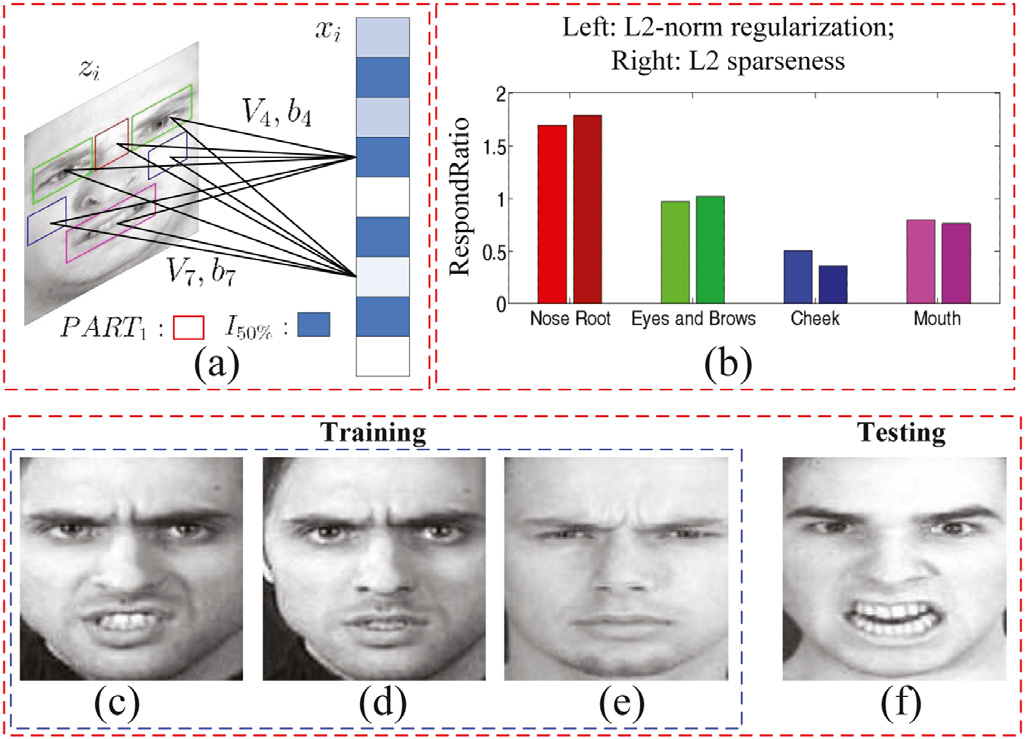 x_i
z_i
V_4, b_4
V_7, b_7
PART_1 : I_{50%} :
(a)
Left: L2-norm regularization;
Right: L2 sparseness
RespondRatio
2
1.5
1
0.5
0
Nose Root Eyes and Brows Cheek Mouth
(b)
Training Testing
(c) (d) (e) (f)